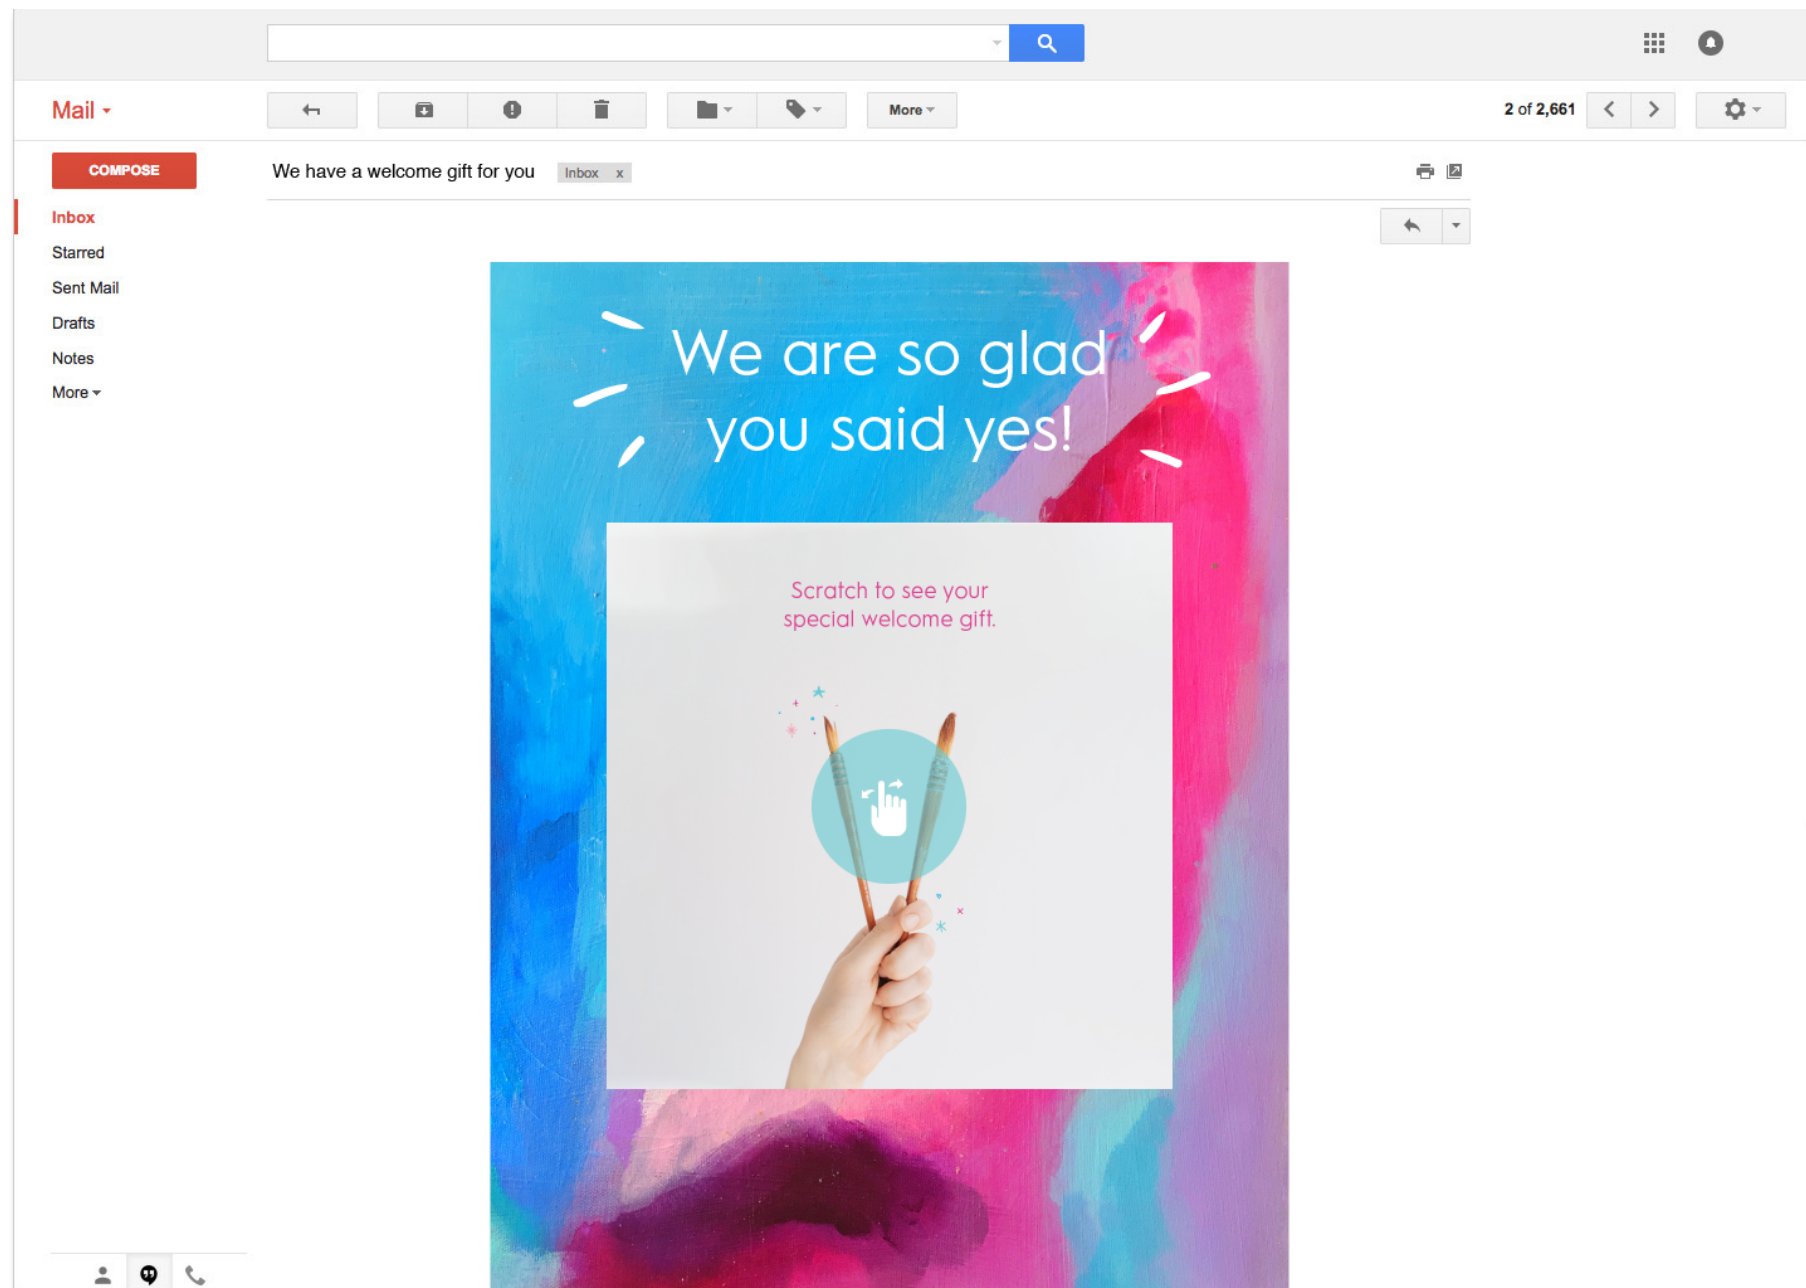 Mail
More
2 of 2,661
COMPOSE
We have a welcome gift for you
Inbox x
Inbox
Starred
Sent Mail
Drafts
Notes
More
We are so glad
you said yes!
Scratch to see your
special welcome gift.